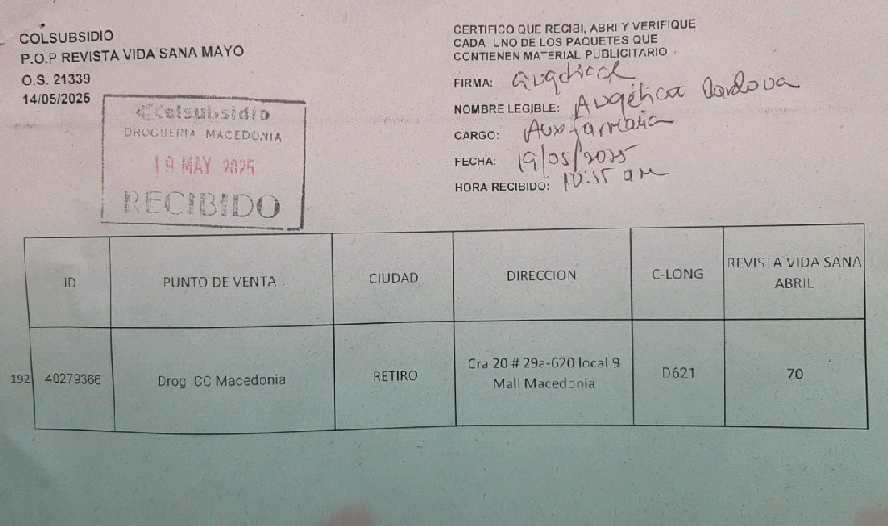 COLSUBSIDIO
P.O.P REVISTA VIDA SANA MAYO
O.S. 21339
14/05/2025
Colsubsidio
DROGUERIA MACEDONIA
19 MAY 2025
RECIBIDO
CERTIFICO QUE RECIBI, ABRI Y VERIFIQUE
CADA UNO DE LOS PAQUETES QUE
CONTIENEN MATERIAL PUBLICITARIO
FIRMA:
NOMBRE LEGIBLE: Angélica
CARGO:
FECHA: 19/05/2025
HORA RECIBIDO: 10:55 am
ID PUNTO DE VENTA CIUDAD DIRECCION C-LONG REVISTA VIDA SANA
ABRIL
192 40279366 Drog CC Macedonia RETIRO Cra 20 # 29a-620 local 9 D621 70
Mall Macedonia